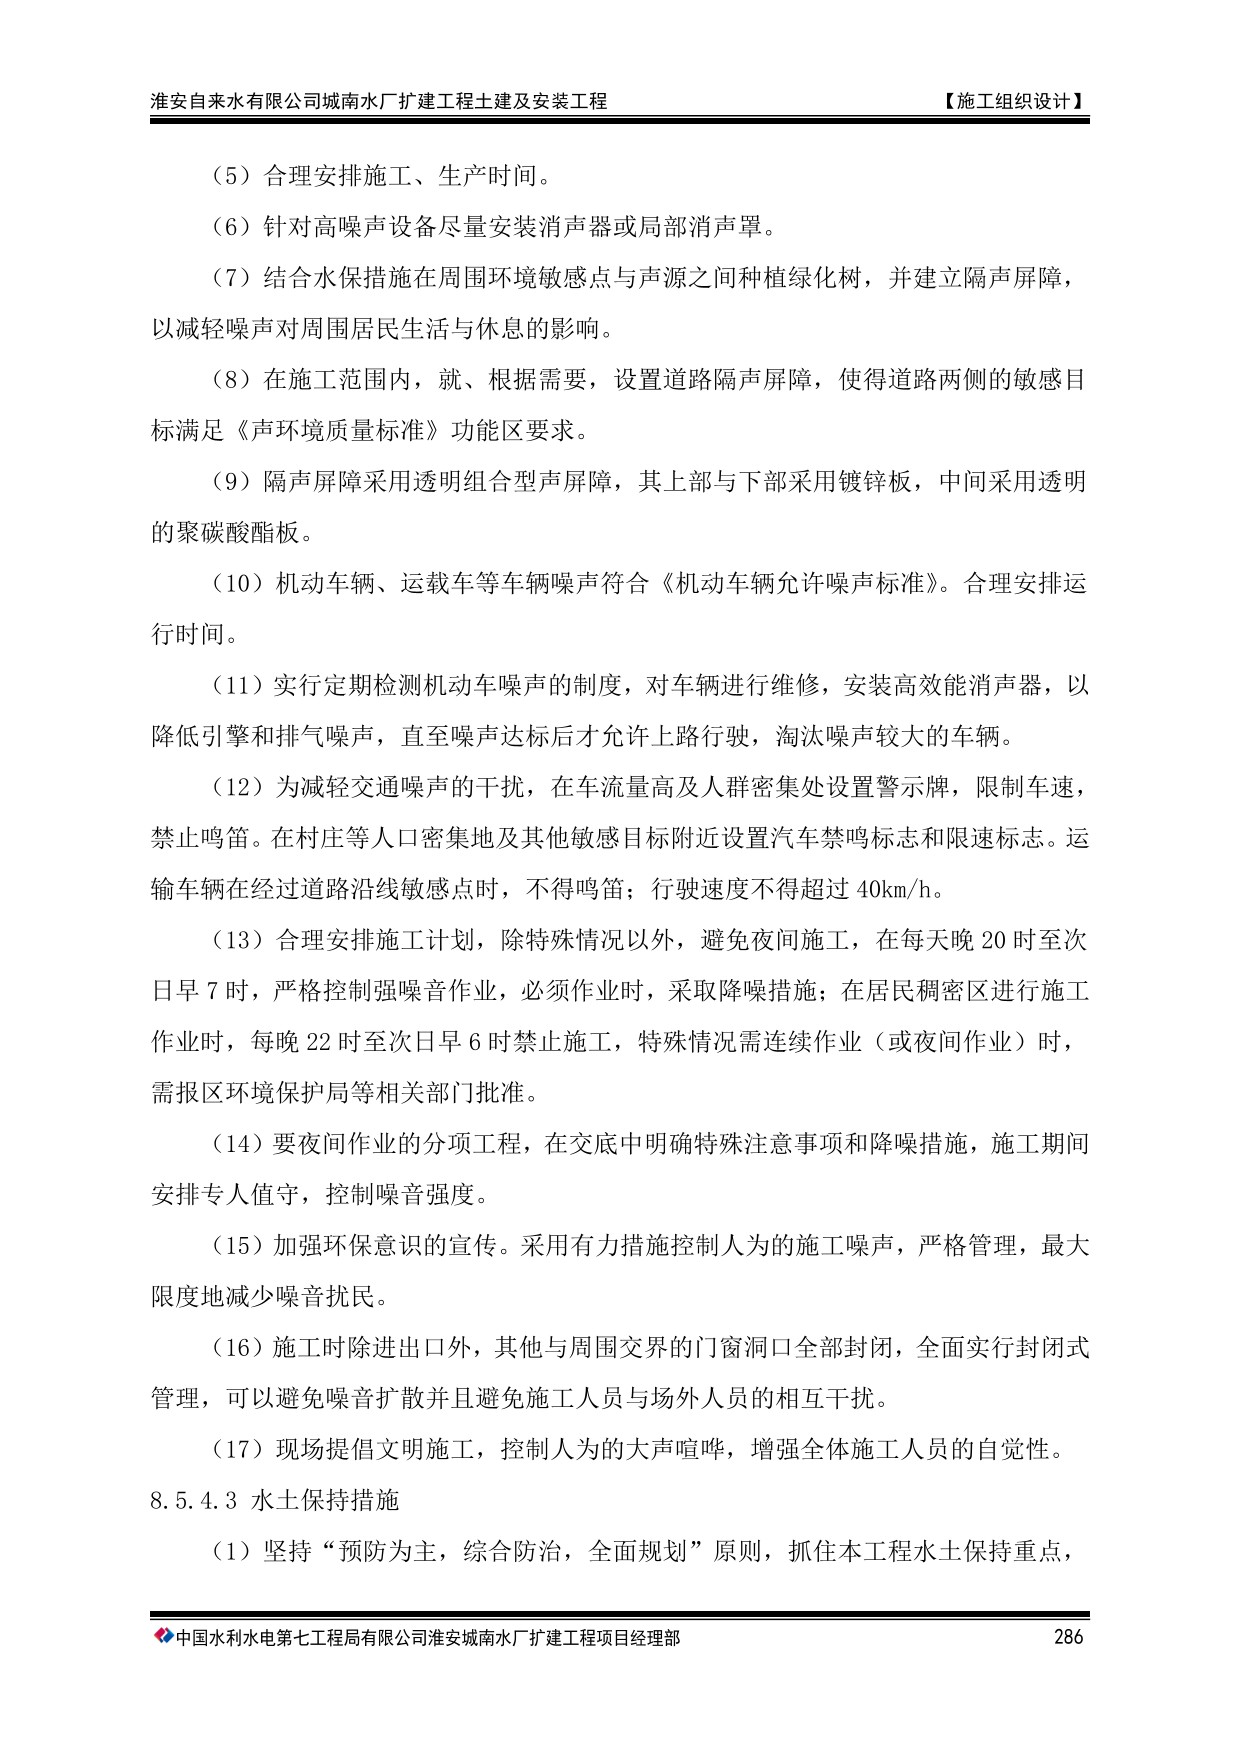 淮安自来水有限公司城南水厂扩建工程土建及安装工程 【施工组织设计】
（5）合理安排施工、生产时间。
（6）针对高噪声设备尽量安装消声器或局部消声罩。
（7）结合水保措施在周围环境敏感点与声源之间种植绿化树，并建立隔声屏障，
以减轻噪声对周围居民生活与休息的影响。
（8）在施工范围内，就、根据需要，设置道路隔声屏障，使得道路两侧的敏感目
标满足《声环境质量标准》功能区要求。
（9）隔声屏障采用透明组合型声屏障，其上部与下部采用镀锌板，中间采用透明
的聚碳酸酯板。
（10）机动车辆、运载车等车辆噪声符合《机动车辆允许噪声标准》。合理安排运
行时间。
（11）实行定期检测机动车噪声的制度，对车辆进行维修，安装高效能消声器，以
降低引擎和排气噪声，直至噪声达标后才允许上路行驶，淘汰噪声较大的车辆。
（12）为减轻交通噪声的干扰，在车流量高及人群密集处设置警示牌，限制车速，
禁止鸣笛。在村庄等人口密集地及其他敏感目标附近设置汽车禁鸣标志和限速标志。运
输车辆在经过道路沿线敏感点时，不得鸣笛；行驶速度不得超过 40km/h。
（13）合理安排施工计划，除特殊情况以外，避免夜间施工，在每天晚 20 时至次
日早 7 时，严格控制强噪音作业，必须作业时，采取降噪措施；在居民稠密区进行施工
作业时，每晚 22 时至次日早 6 时禁止施工，特殊情况需连续作业（或夜间作业）时，
需报区环境保护局等相关部门批准。
（14）要夜间作业的分项工程，在交底中明确特殊注意事项和降噪措施，施工期间
安排专人值守，控制噪音强度。
（15）加强环保意识的宣传。采用有力措施控制人为的施工噪声，严格管理，最大
限度地减少噪音扰民。
（16）施工时除进出口外，其他与周围交界的门窗洞口全部封闭，全面实行封闭式
管理，可以避免噪音扩散并且避免施工人员与场外人员的相互干扰。
（17）现场提倡文明施工，控制人为的大声喧哗，增强全体施工人员的自觉性。
8.5.4.3 水土保持措施
（1）坚持“预防为主，综合防治，全面规划”原则，抓住本工程水土保持重点，
中国水利水电第七工程局有限公司淮安城南水厂扩建工程项目经理部 286